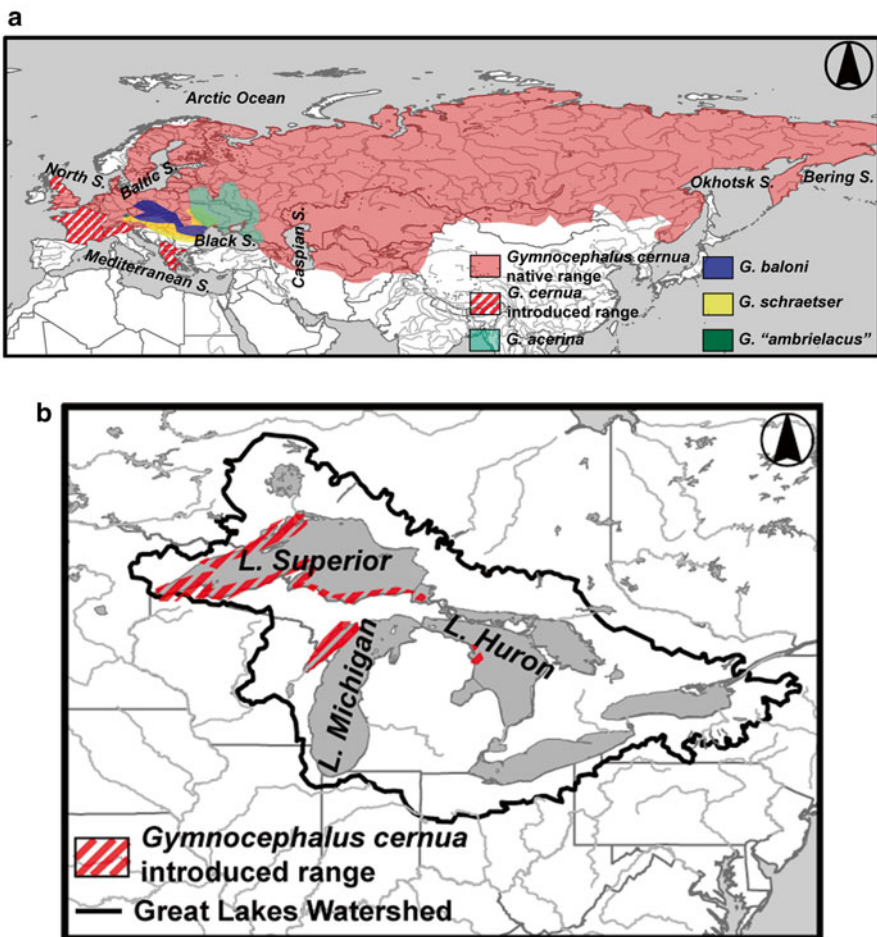 a
Arctic Ocean
North S.
Baltic S.
Okhotsk S.
Bering S.
Black S.
Caspian S.
Mediterranean S.
Gymnocephalus cernua
native range
G. cernua
introduced range
G. acerina
G. baloni
G. schraetser
G. "ambrielacus"
b
L. Superior
L. Huron
L. Michigan
Gymnocephalus cernua
introduced range
Great Lakes Watershed